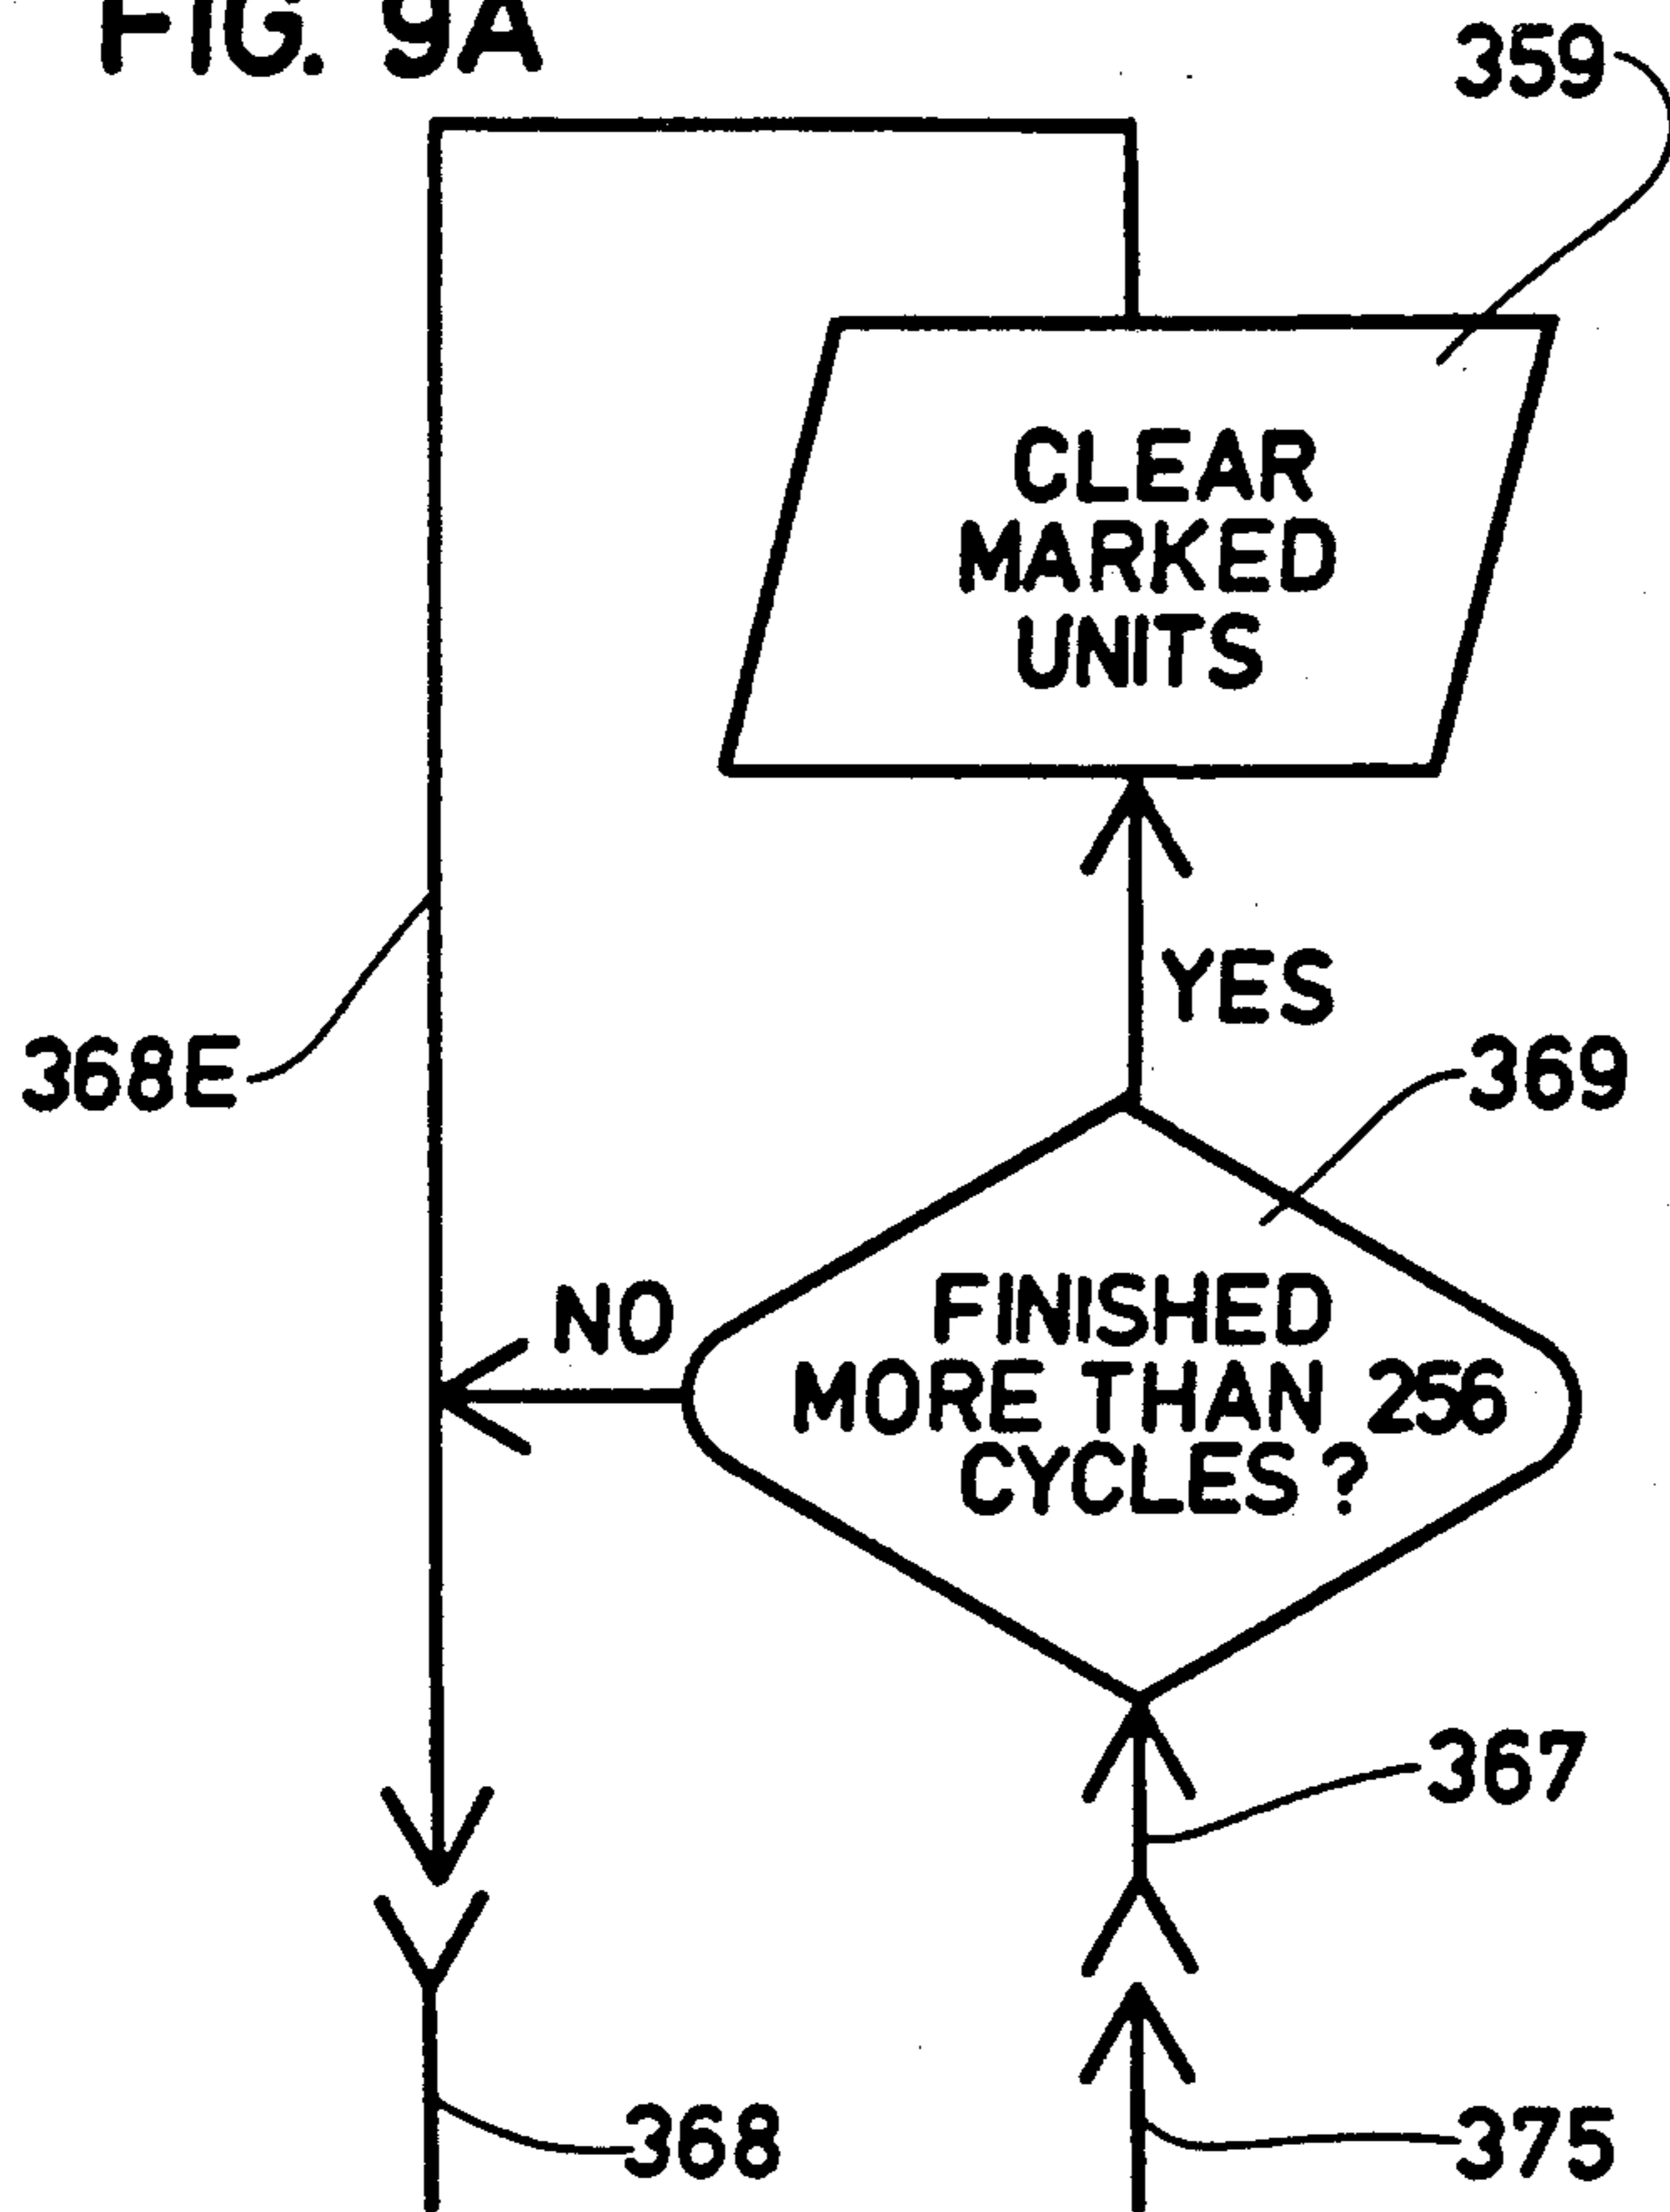 FIG. 9A
359
CLEAR
MARKED
UNITS
YES
368E
369
NO
FINISHED
MORE THAN 256
CYCLES?
367
368
375